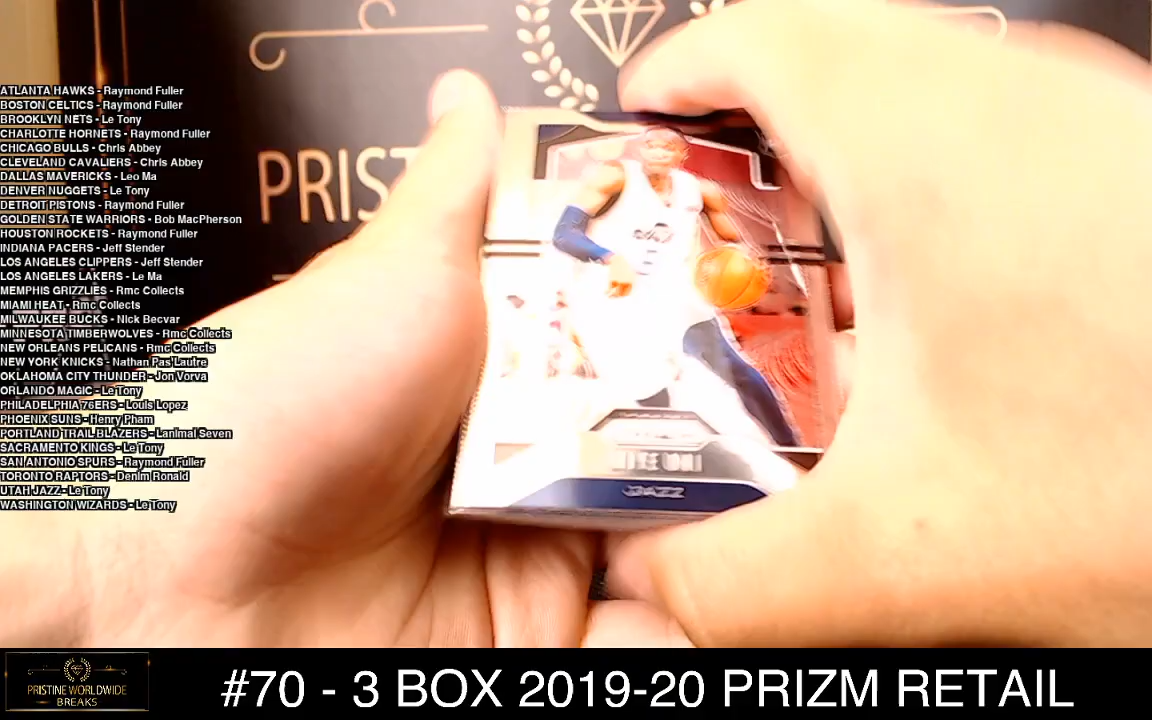 PRIST
ATLANTA HAWKS - Raymond Fuller
BOSTON CELTICS - Raymond Fuller
BROOKLYN NETS - Le Tony
CHARLOTTE HORNETS - Raymond Fuller
CHICAGO BULLS - Chris Abbey
CLEVELAND CAVALIERS - Chris Abbey
DALLAS MAVERICKS - Leo Ma
DENVER NUGGETS - Le Tony
DETROIT PISTONS - Raymond Fuller
GOLDEN STATE WARRIORS - Bob MacPherson
HOUSTON ROCKETS - Raymond Fuller
INDIANA PACERS - Jeff Stender
LOS ANGELES CLIPPERS - Jeff Stender
LOS ANGELES LAKERS - Le Ma
MEMPHIS GRIZZLIES - Rmc Collects
MIAMI HEAT - Rmc Collects
MILWAUKEE BUCKS - Nick Becvar
MINNESOTA TIMBERWOLVES - Rmc Collects
NEW ORLEANS PELICANS - Rmc Collects
NEW YORK KNICKS - Nathan Pas'Lautre
OKLAHOMA CITY THUNDER - Jon Vorva
ORLANDO MAGIC - Le Tony
PHILADELPHIA 76ERS - Louis Lopez
PHOENIX SUNS - Henry Pham
PORTLAND TRAIL BLAZERS - Lanimal Seven
SACRAMENTO KINGS - Le Tony
SAN ANTONIO SPURS - Raymond Fuller
TORONTO RAPTORS - Denim Ronald
UTAH JAZZ - Le Tony
WASHINGTON WIZARDS - Le Tony
JAZZ
PRISTINE WORLDWIDE
BREAKS
#70 - 3 BOX 2019-20 PRIZM RETAIL